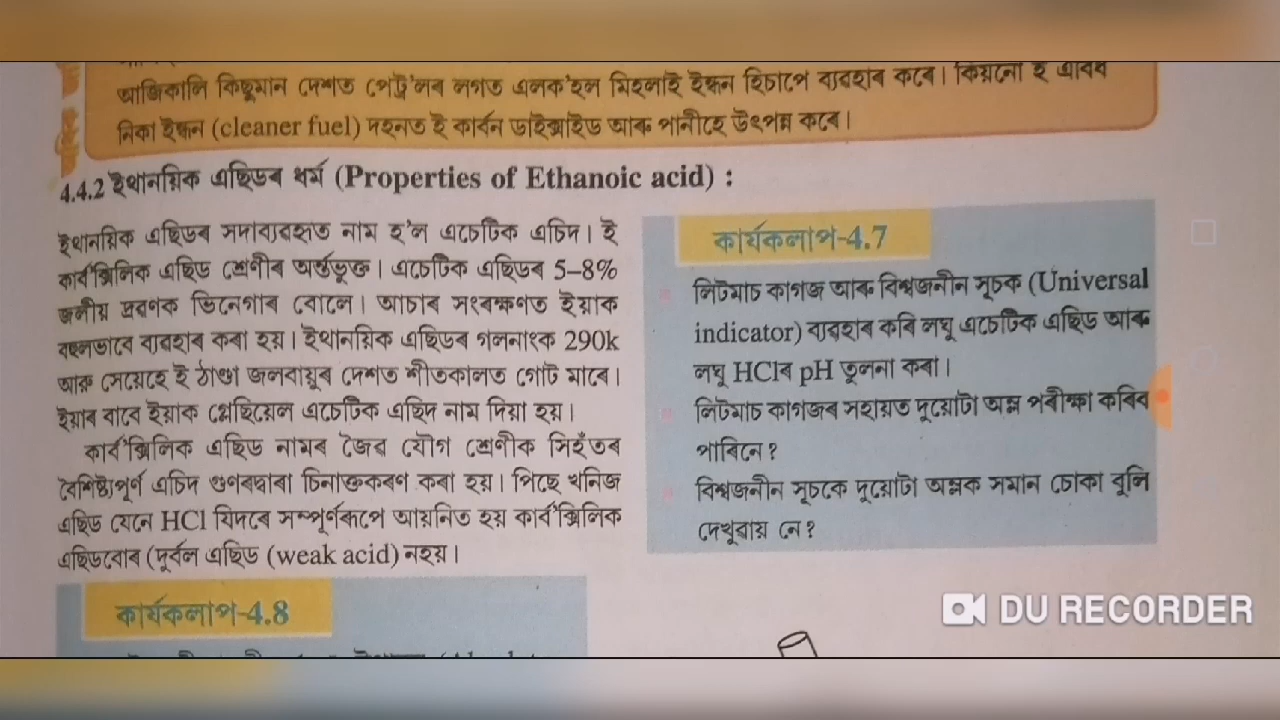 আজিকালি কিছুমান দেশত পেট্ৰ'লৰ লগত এলক'হল মিহলাই ইন্ধন হিচাপে ব্যৱহাৰ কৰে। কিয়নো ই এবিধ
নিকা ইন্ধন (cleaner fuel) দহনত ই কাৰ্বন ডাইঅক্সাইড আৰু পানীহে উৎপন্ন কৰে।
4.4.2 ইথানয়িক এছিডৰ ধৰ্ম (Properties of Ethanoic acid) :
ইথানয়িক এছিডৰ সদাব্যৱহৃত নাম হ'ল এচেটিক এচিদ। ই
কাৰ্বক্সিলিক এছিড শ্ৰেণীৰ অৰ্ন্তভূক্ত। এচেটিক এছিডৰ 5–8%
জলীয় দ্ৰৱণক ভিনেগাৰ বোলে। আচাৰ সংৰক্ষণত ইয়াক
বহুলভাবে ব্যৱহাৰ কৰা হয়। ইথানয়িক এছিডৰ গলনাংক 290k
আৰু সেয়েহে ই ঠাণ্ডা জলবায়ুৰ দেশত শীতকালত গোট মাৰে।
ইয়াৰ বাবে ইয়াক গ্লেছিয়েল এচেটিক এছিদ নাম দিয়া হয়।
কাৰ্ব'ক্সিলিক এছিড নামৰ জৈৱ যৌগ শ্ৰেণীক সিহঁতৰ
বৈশিষ্ট্যপূৰ্ণ এচিদ গুণৰদ্বাৰা চিনাক্তকৰণ কৰা হয়। পিছে খনিজ
এছিড যেনে HCl যিদৰে সম্পূৰ্ণৰূপে আয়নিত হয় কাৰ্ব'ক্সিলিক
এছিডবোৰ (দুৰ্বল এছিড (weak acid) নহয়।
কাৰ্যকলাপ-4.7
লিটমাচ কাগজ আৰু বিশ্বজনীন সূচক (Universal
indicator) ব্যৱহাৰ কৰি লঘু এচেটিক এছিড আৰু
লঘু HClৰ pH তুলনা কৰা।
লিটমাচ কাগজৰ সহায়ত দুয়োটা অম্ল পৰীক্ষা কৰিব
পাৰিনে?
বিশ্বজনীন সূচকে দুয়োটা অম্লক সমান চোকা বুলি
দেখুৱায় নে?
কাৰ্যকলাপ-4.8
DU RECORDER